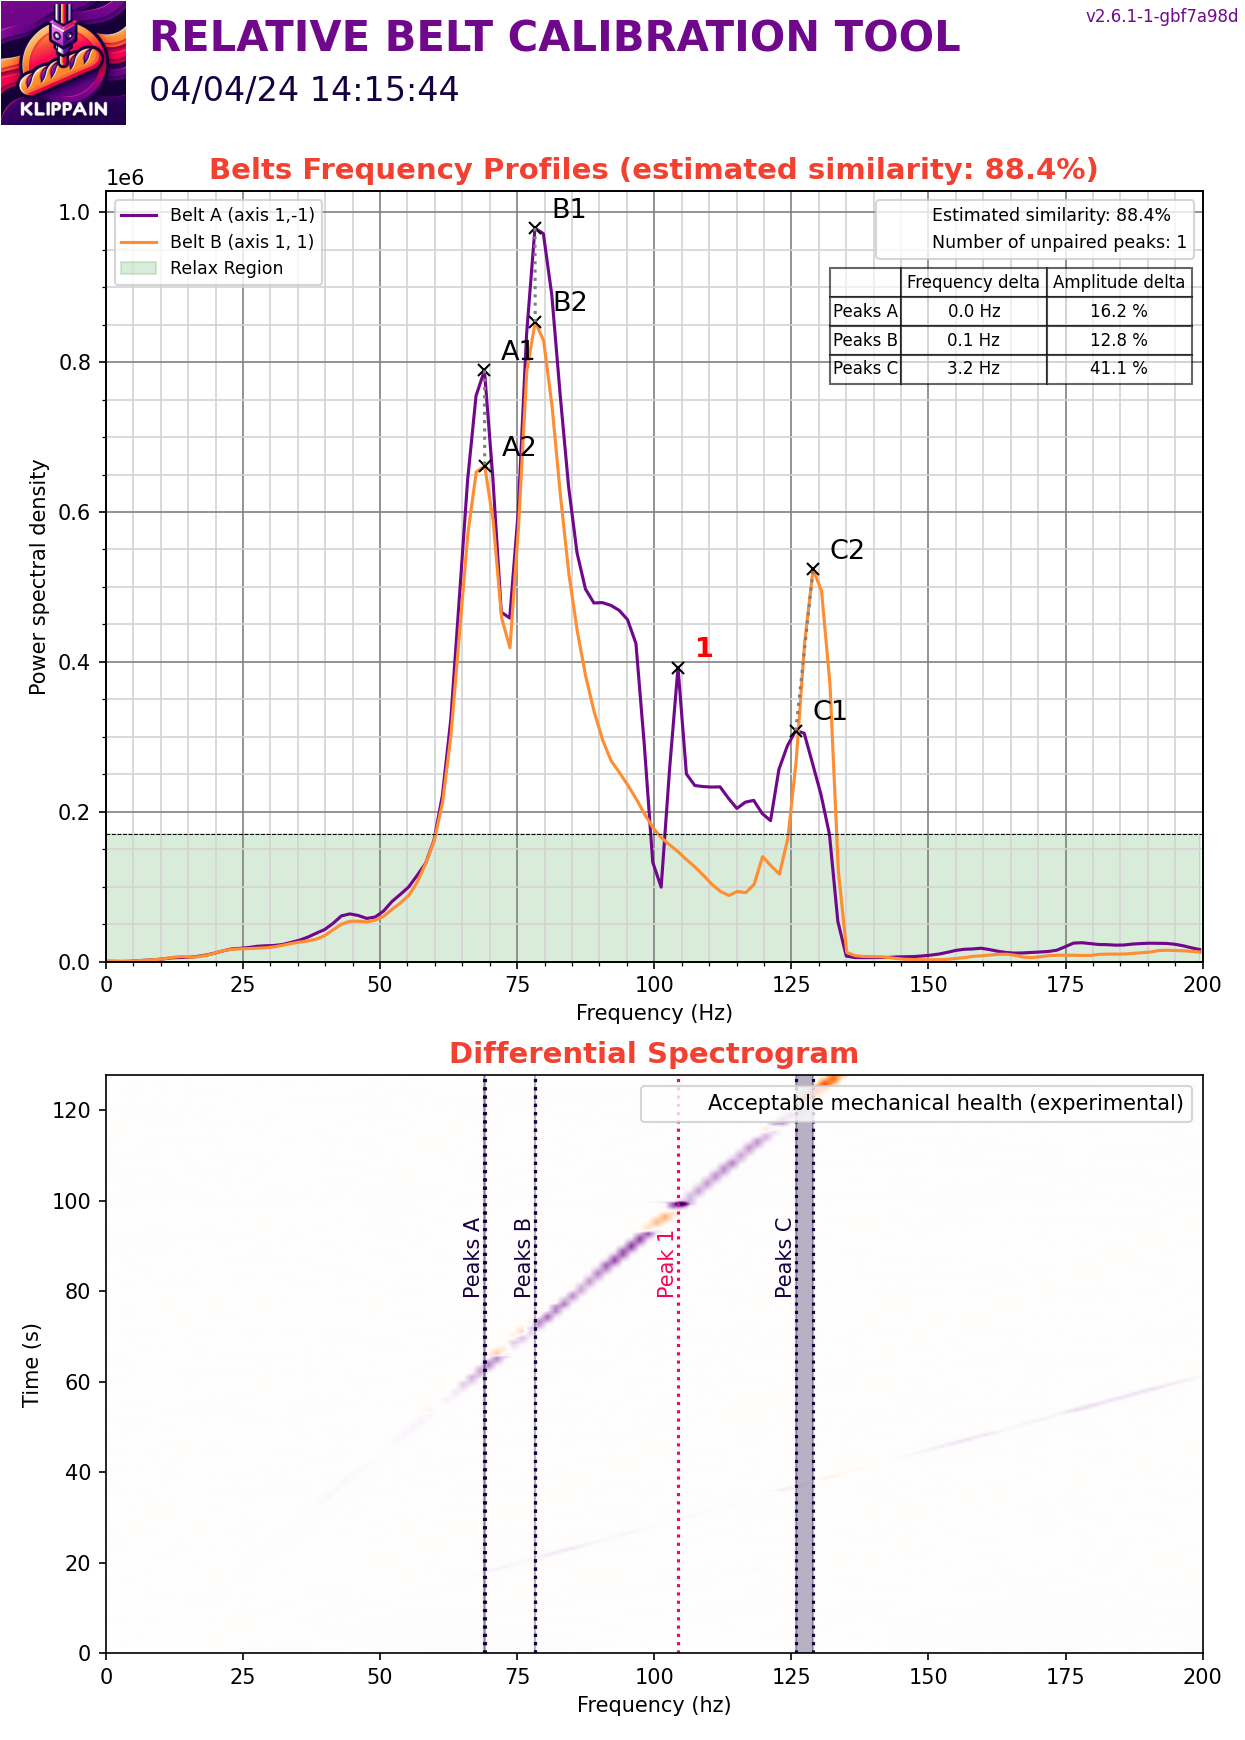 KLIPPAIN
RELATIVE BELT CALIBRATION TOOL
04/04/24 14:15:44
v2.6.1-1-gbf7a98d
Belts Frequency Profiles (estimated similarity: 88.4%)
1e6
Belt A (axis 1,-1)
Belt B (axis 1, 1)
Relax Region
Estimated similarity: 88.4%
Number of unpaired peaks: 1
Frequency delta Amplitude delta
Peaks A 0.0 Hz 16.2 %
Peaks B 0.1 Hz 12.8 %
Peaks C 3.2 Hz 41.1 %
B1
B2
A1
A2
C2
1
C1
Power spectral density
1.0
0.8
0.6
0.4
0.2
0.0
0 25 50 75 100 125 150 175 200
Frequency (Hz)
Differential Spectrogram
Acceptable mechanical health (experimental)
Peaks A
Peaks B
Peak 1
Peaks C
Time (s)
120
100
80
60
40
20
0
0 25 50 75 100 125 150 175 200
Frequency (hz)